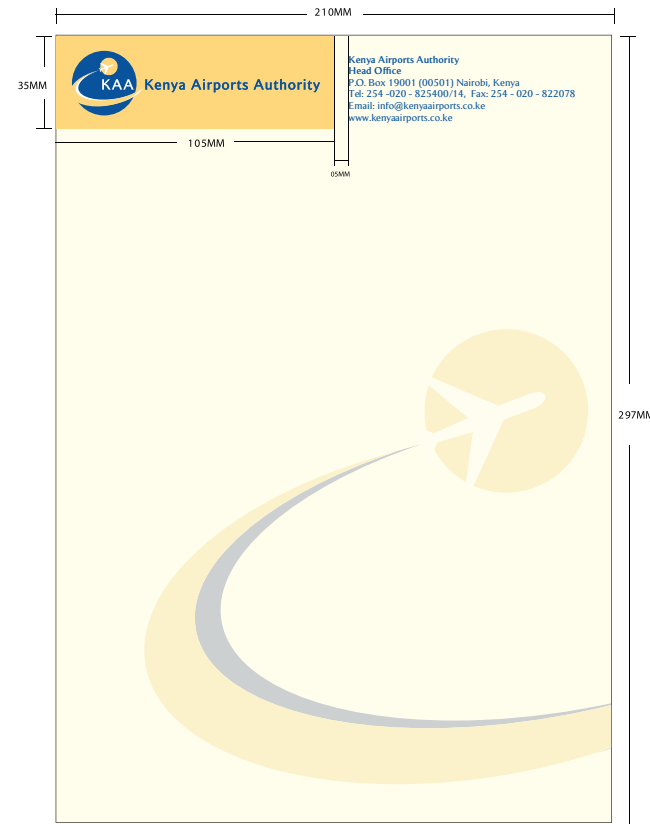 210MM
Kenya Airports Authority
Head Office
P.O. Box 19001 (00501) Nairobi, Kenya
Tel: 254 -020 - 825400/14, Fax: 254 - 020 - 822078
Email: info@kenyaairports.co.ke
www.kenyaairports.co.ke
35MM
KAA
Kenya Airports Authority
105MM
05MM
297MM